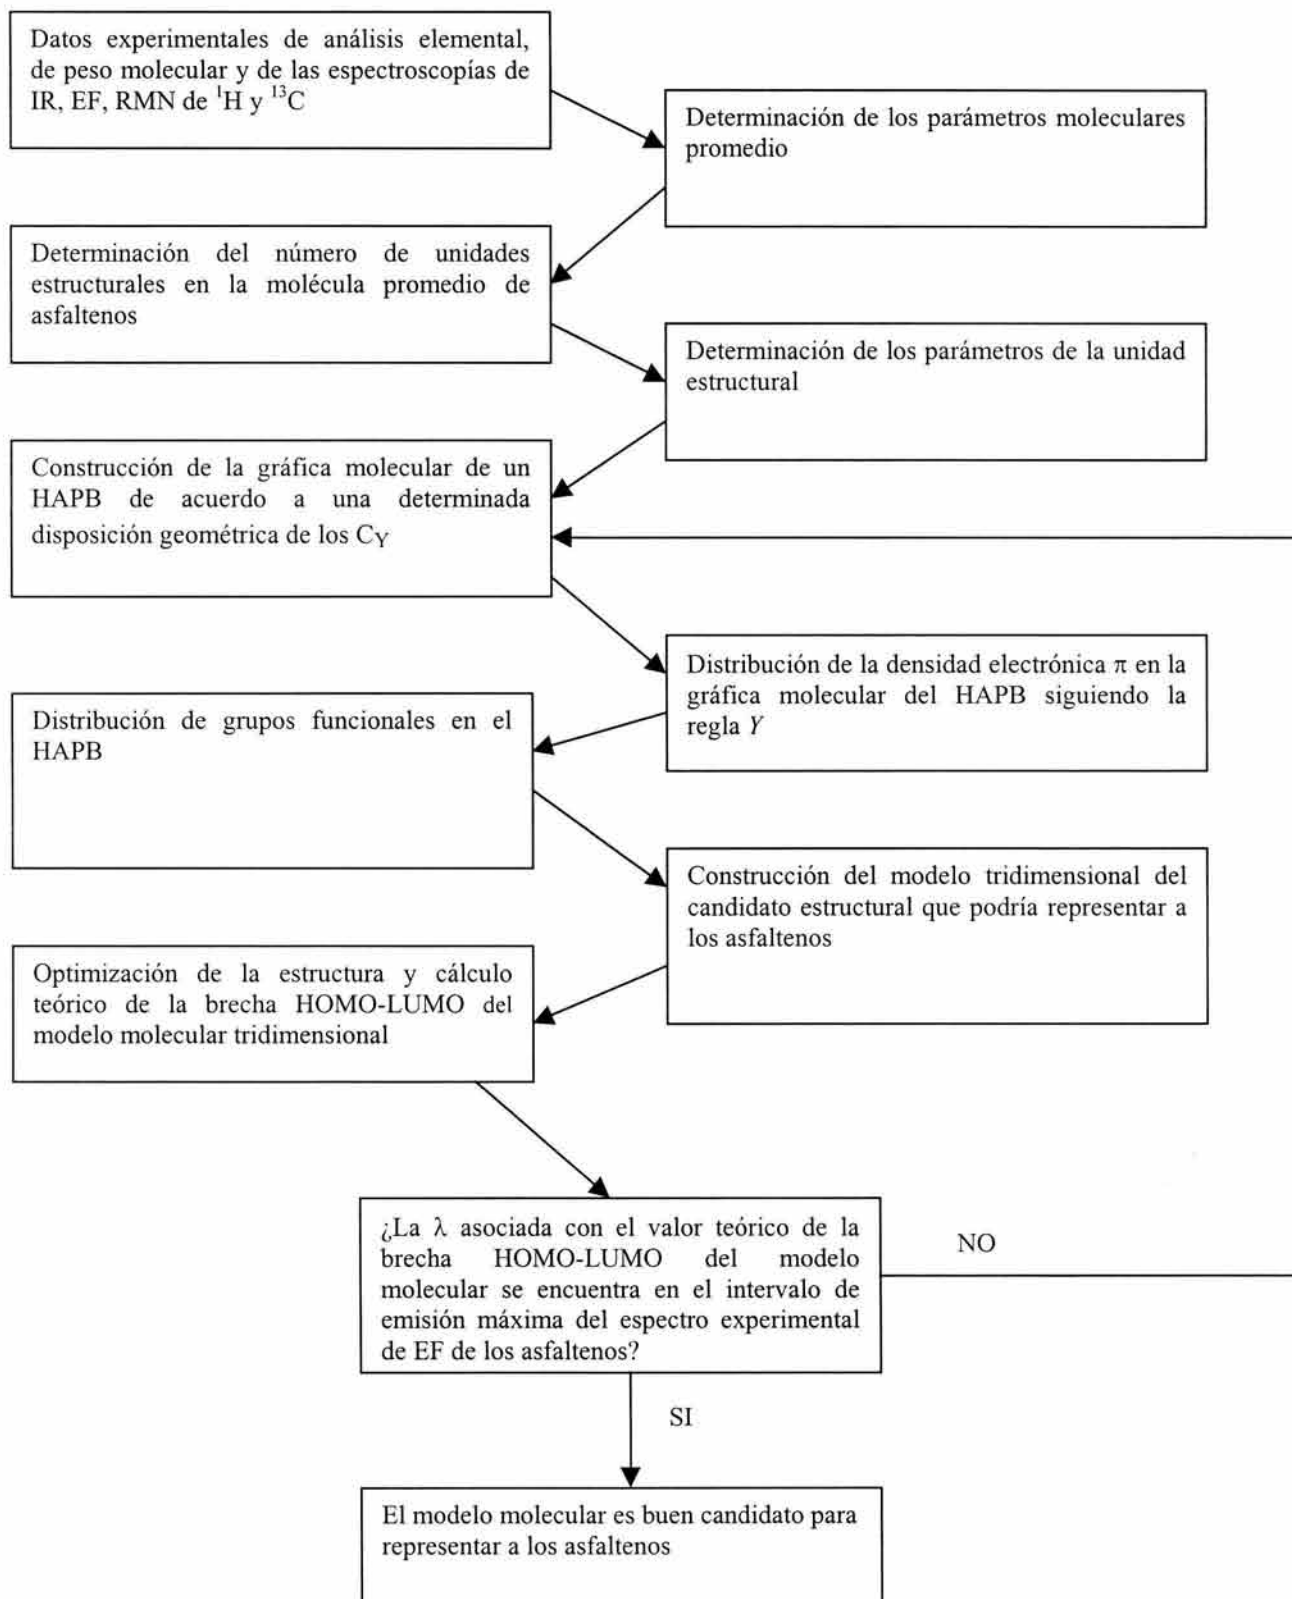 Datos experimentales de análisis elemental,
de peso molecular y de las espectroscopías de
IR, EF, RMN de ¹H y ¹³C
Determinación de los parámetros moleculares
promedio
Determinación del número de unidades
estructurales en la molécula promedio de
asfaltenos
Determinación de los parámetros de la unidad
estructural
Construcción de la gráfica molecular de un
HAPB de acuerdo a una determinada
disposición geométrica de los CY
Distribución de la densidad electrónica π en la
gráfica molecular del HAPB siguiendo la
regla Y
Distribución de grupos funcionales en el
HAPB
Construcción del modelo tridimensional del
candidato estructural que podría representar a
los asfaltenos
Optimización de la estructura y cálculo
teórico de la brecha HOMO-LUMO del
modelo molecular tridimensional
¿La λ asociada con el valor teórico de la
brecha HOMO-LUMO del modelo
molecular se encuentra en el intervalo de
emisión máxima del espectro experimental
de EF de los asfaltenos?
NO
SI
El modelo molecular es buen candidato para
representar a los asfaltenos